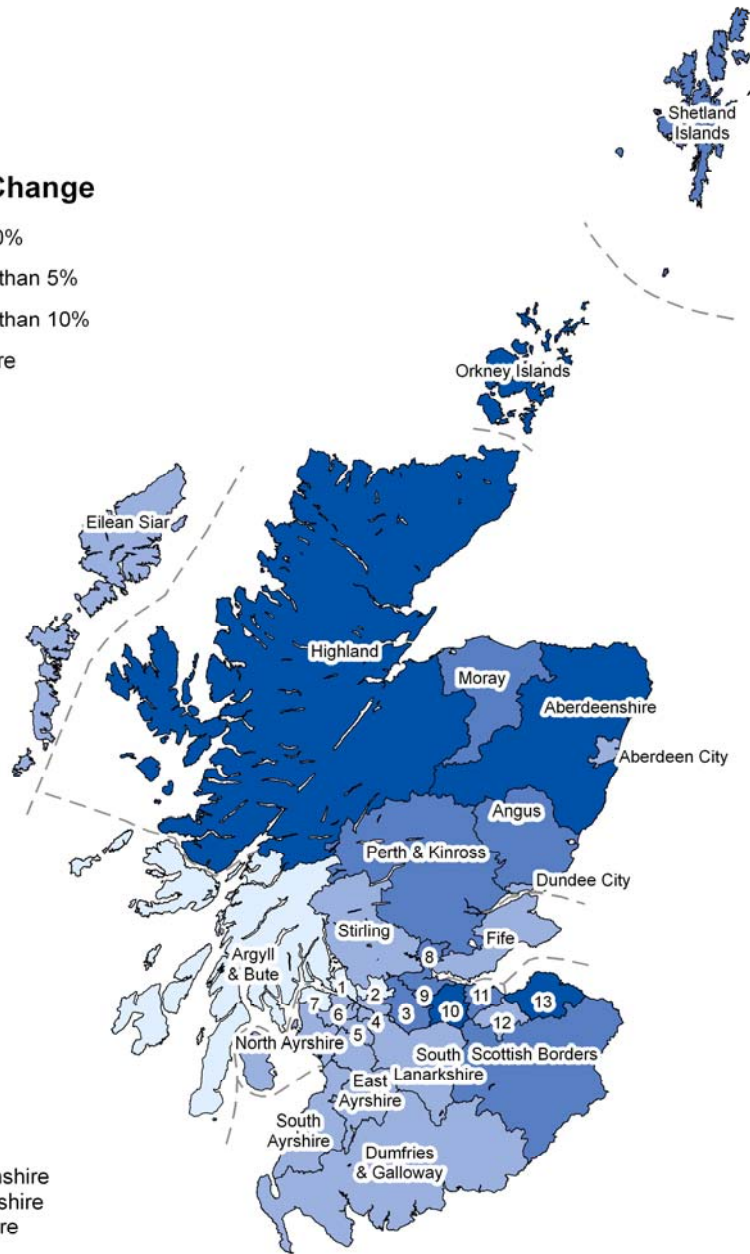 Shetland
Islands
Change
0%
than 5%
than 10%
re
Orkney Islands
Eilean Siar
Highland
Moray
Aberdeenshire
Aberdeen City
Angus
Perth & Kinross
Dundee City
Stirling
Fife
Argyll
& Bute
8
1
2
9
11
13
7
6
4
3
10
12
5
North Ayrshire
South
Lanarkshire
Scottish Borders
East
Ayrshire
South
Ayrshire
Dumfries
& Galloway
shire
shire
re